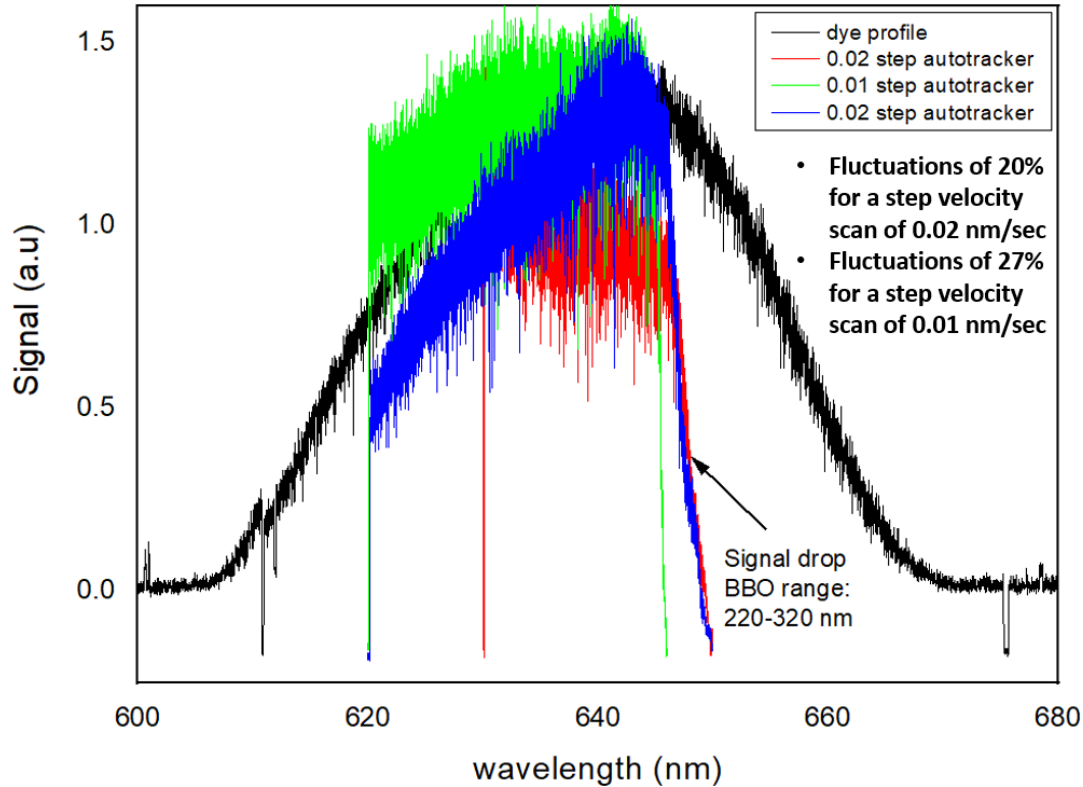 1.5
1.0
0.5
0.0
Signal (a.u)
600
620
640
660
680
wavelength (nm)
dye profile
0.02 step autotracker
0.01 step autotracker
0.02 step autotracker
• Fluctuations of 20%
for a step velocity
scan of 0.02 nm/sec
• Fluctuations of 27%
for a step velocity
scan of 0.01 nm/sec
Signal drop
BBO range:
220-320 nm